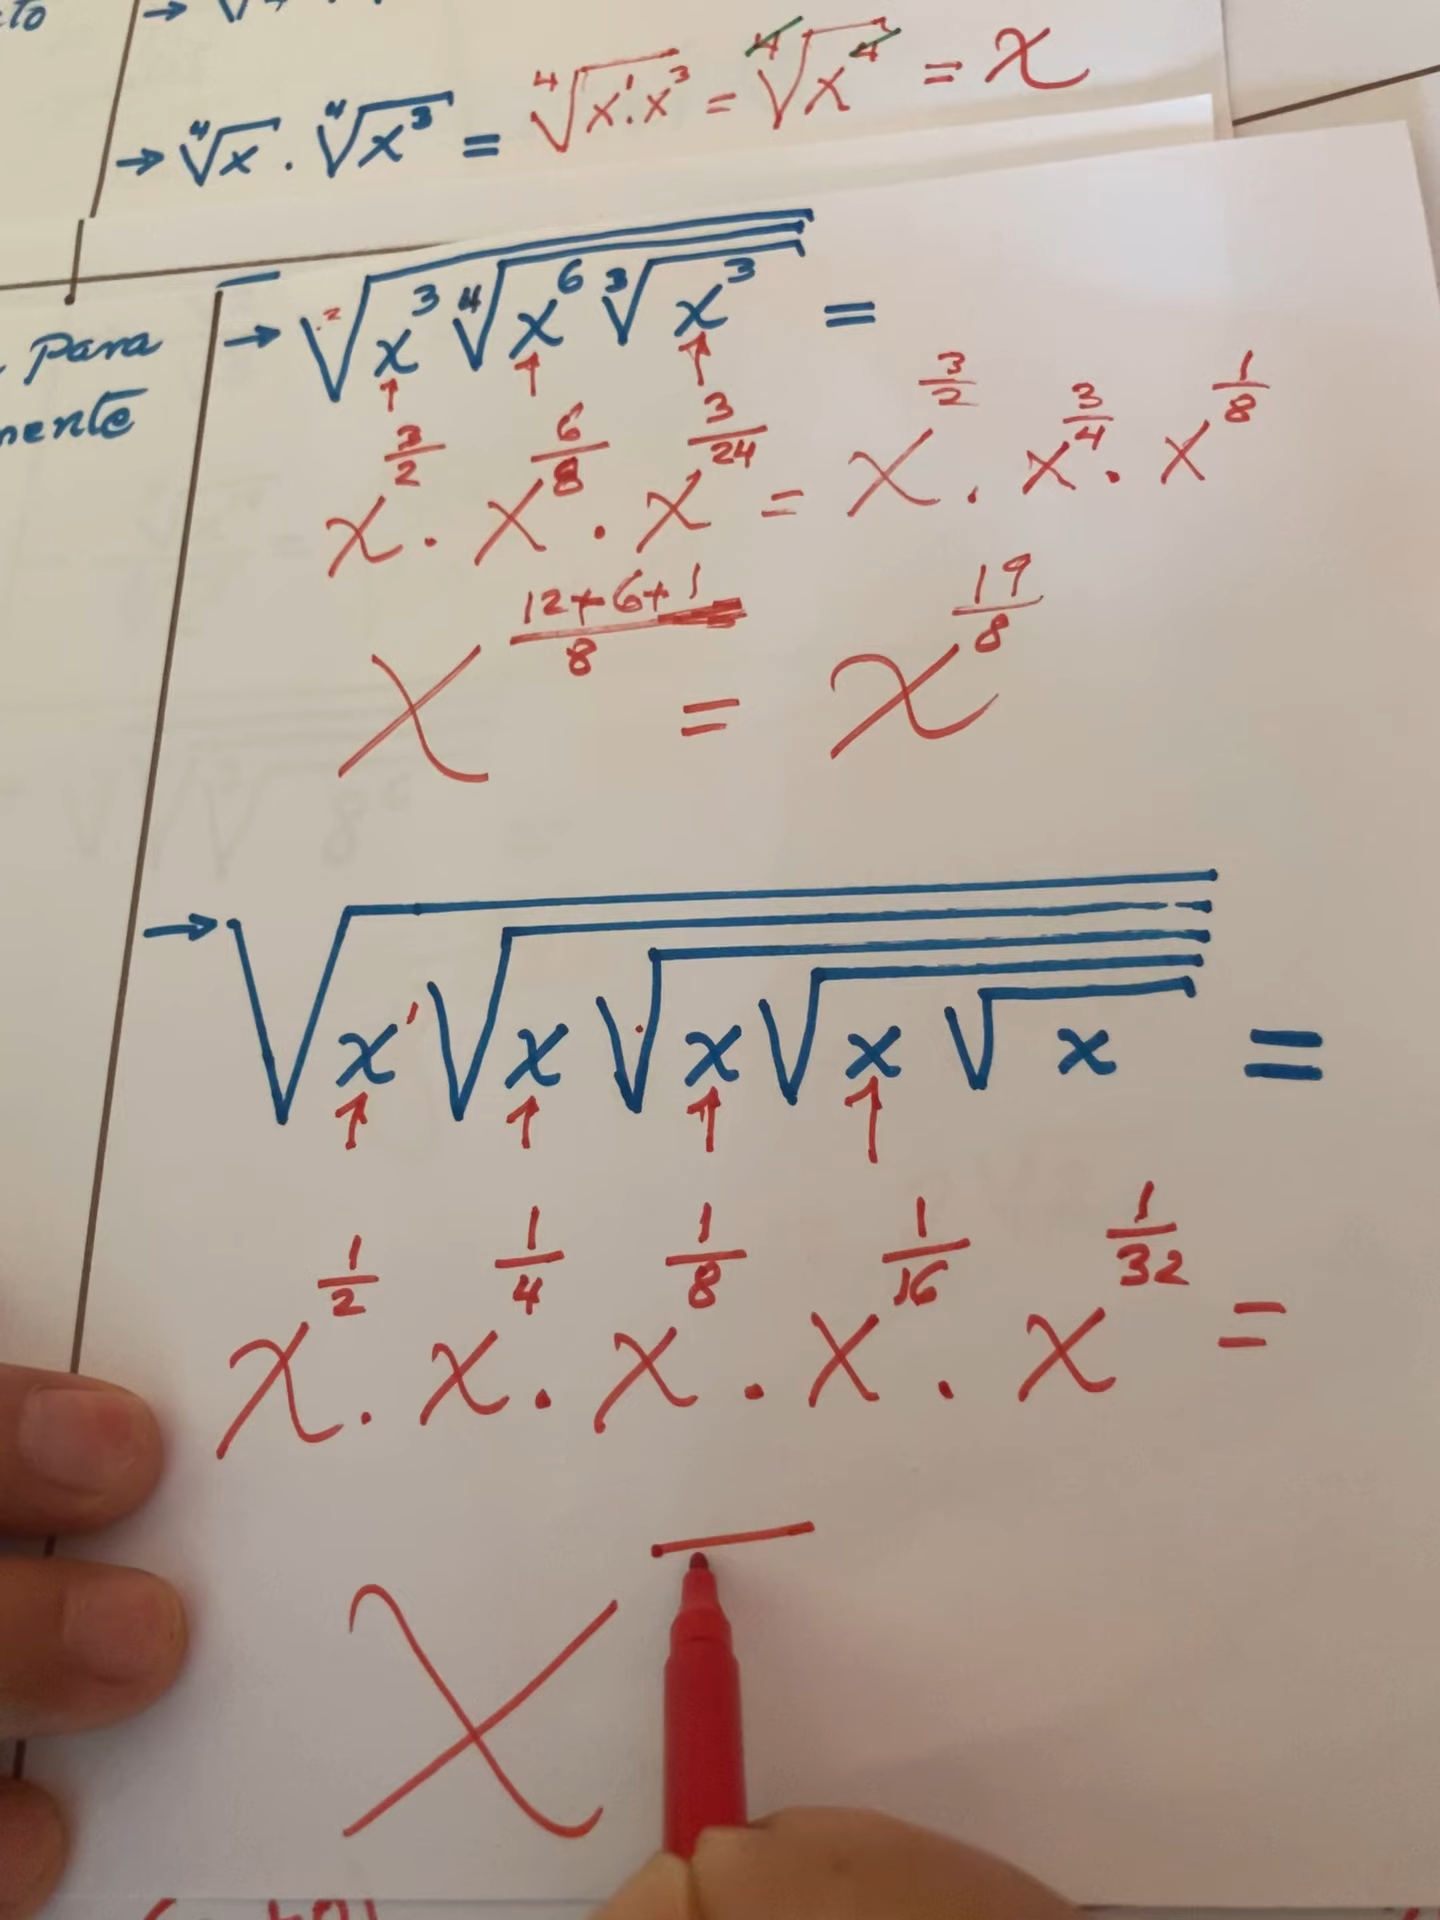 → ⁴√x . ⁴√x³ = ⁴√x¹.x³ = ⁴√x⁴ = x
→ ²√(x³ ⁴√(x⁶ ³√(x³))) =
Para
mente
x^(3/2) . x^(6/8) . x^(3/24) = x^(3/2) . x^(3/4) . x^(1/8)
x^((12+6+1)/8) = x^(19/8)
→ √(x¹ √(x √(x √(x √(x))))) =
x^(1/2) . x^(1/4) . x^(1/8) . x^(1/16) . x^(1/32) =
x